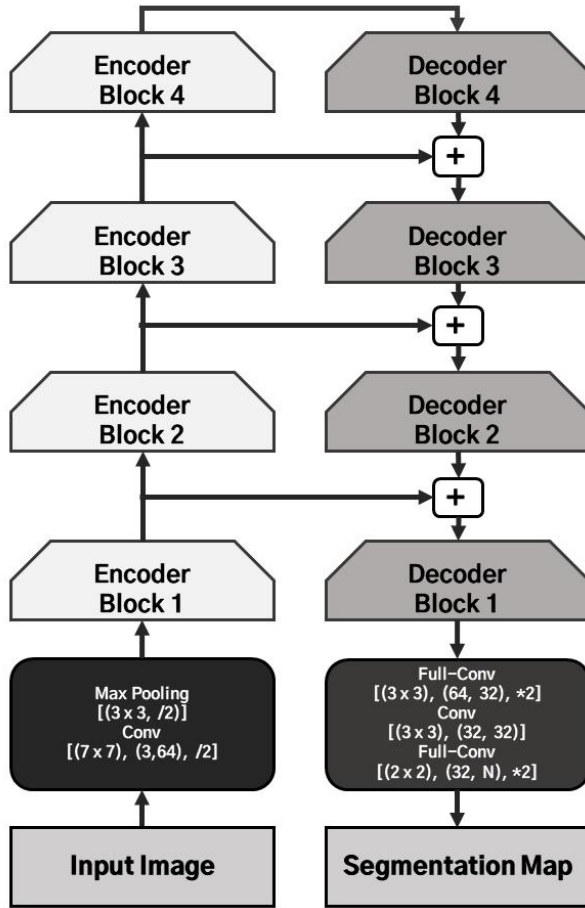 Encoder
Block 4
Decoder
Block 4
+
Encoder
Block 3
Decoder
Block 3
+
Encoder
Block 2
Decoder
Block 2
+
Encoder
Block 1
Decoder
Block 1
Max Pooling
[(3 x 3, /2)]
Conv
[(7 x 7), (3,64), /2]
Full-Conv
[(3 x 3), (64, 32), *2]
Conv
[(3 x 3), (32, 32)]
Full-Conv
[(2 x 2), (32, N), *2]
Input Image
Segmentation Map